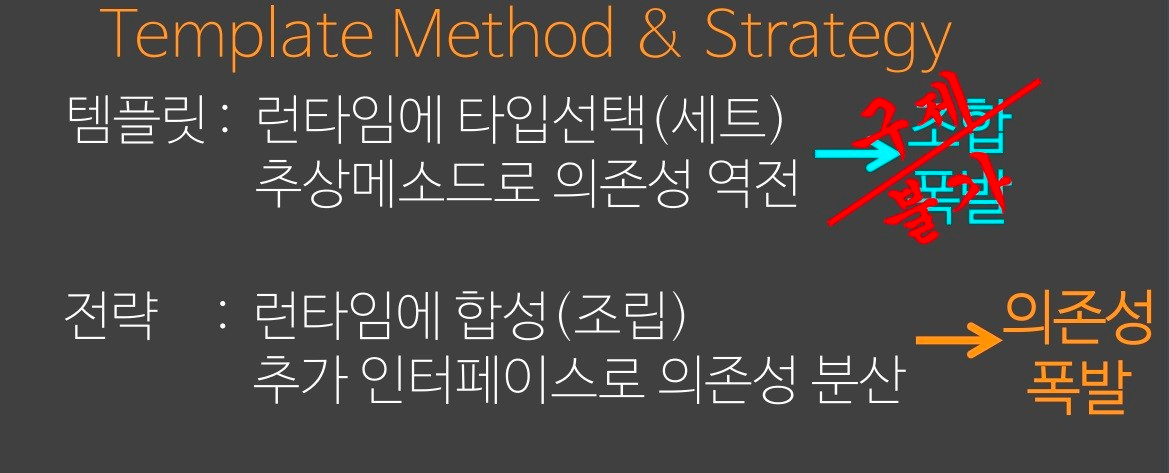 Template Method & Strategy
템플릿 : 런타임에 타입선택(세트)
추상메소드로 의존성 역전
→ 조합
폭발
구제
불가
전략 : 런타임에 합성(조립)
추가 인터페이스로 의존성 분산
→ 의존성
폭발